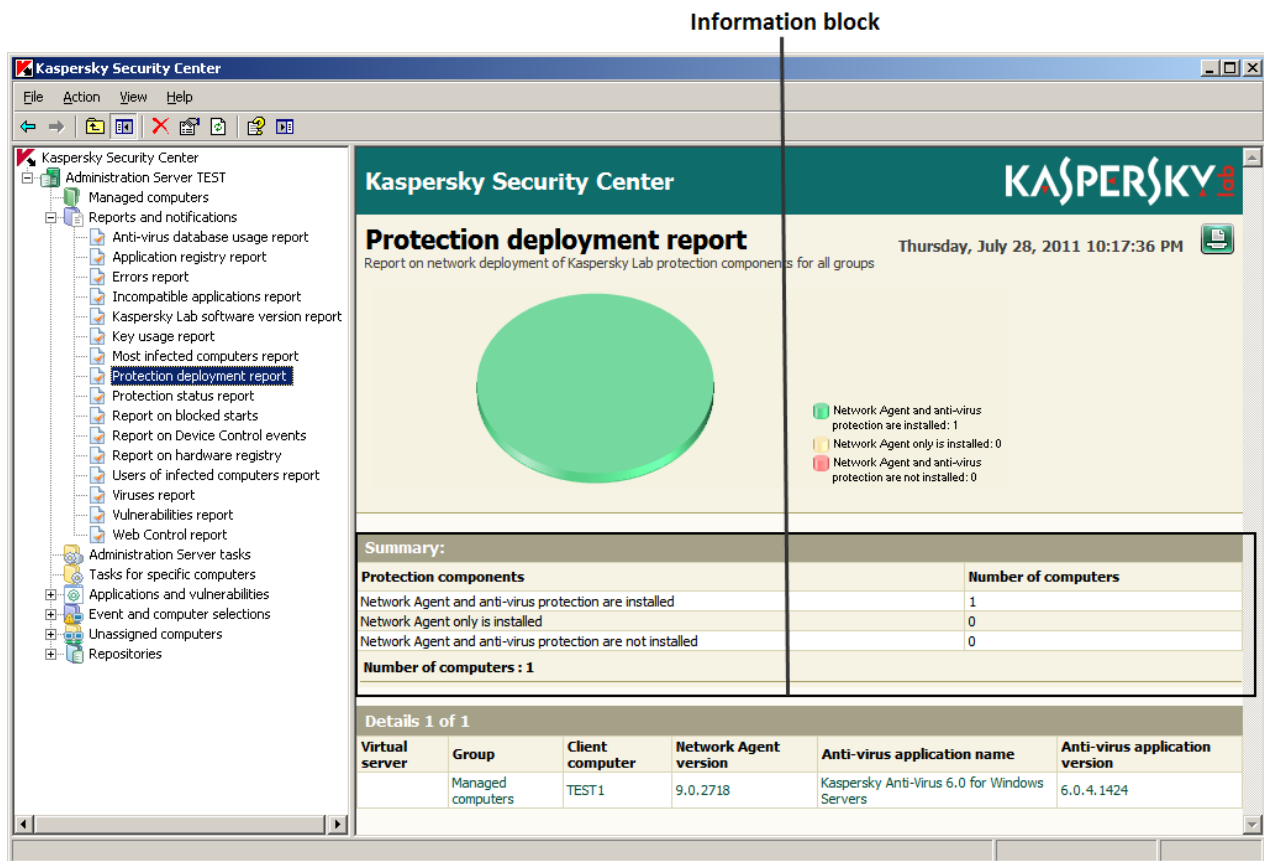 Information block
Kaspersky Security Center
File Action View Help
Kaspersky Security Center
Administration Server TEST
Managed computers
Reports and notifications
Anti-virus database usage report
Application registry report
Errors report
Incompatible applications report
Kaspersky Lab software version report
Key usage report
Most infected computers report
Protection deployment report
Protection status report
Report on blocked starts
Report on Device Control events
Report on hardware registry
Users of infected computers report
Viruses report
Vulnerabilities report
Web Control report
Administration Server tasks
Tasks for specific computers
Applications and vulnerabilities
Event and computer selections
Unassigned computers
Repositories
Kaspersky Security Center
KASPERSKY lab
Protection deployment report
Thursday, July 28, 2011 10:17:36 PM
Report on network deployment of Kaspersky Lab protection components for all groups
Network Agent and anti-virus
protection are installed: 1
Network Agent only is installed: 0
Network Agent and anti-virus
protection are not installed: 0
Summary:
Protection components Number of computers
Network Agent and anti-virus protection are installed 1
Network Agent only is installed 0
Network Agent and anti-virus protection are not installed 0
Number of computers : 1
Details 1 of 1
Virtual server Group Client computer Network Agent version Anti-virus application name Anti-virus application version
Managed computers TEST1 9.0.2718 Kaspersky Anti-Virus 6.0 for Windows Servers 6.0.4.1424